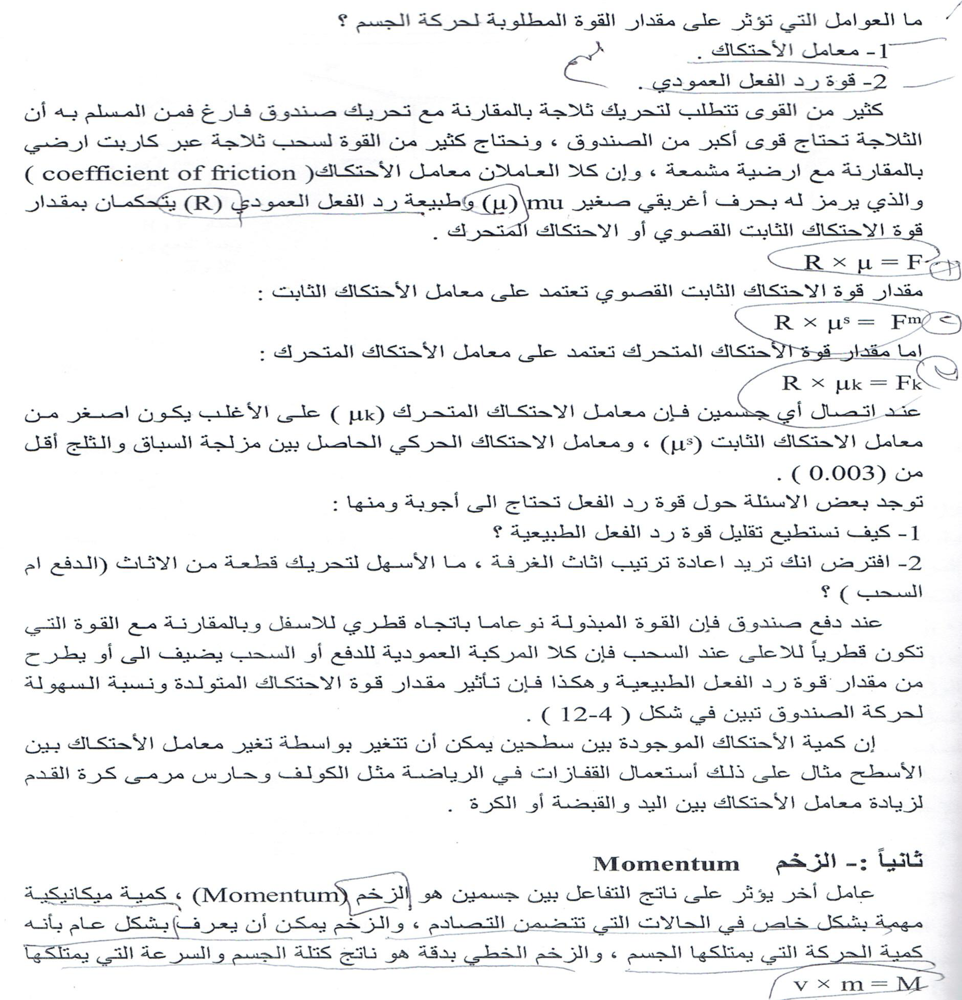 ما العوامل التي تؤثر على مقدار القوة المطلوبة لحركة الجسم ؟
1- معامل الأحتكاك .
2- قوة رد الفعل العمودي .
كثير من القوى تتطلب لتحريك ثلاجة بالمقارنة مع تحريك صندوق فارغ فمن المسلم به أن
الثلاجة تحتاج قوى أكبر من الصندوق ، ونحتاج كثير من القوة لسحب ثلاجة عبر كاربت ارضي
بالمقارنة مع ارضية مشمعة ، وإن كلا العاملان معامل الأحتكاك( coefficient of friction )
والذي يرمز له بحرف أغريقي صغير mu (µ) وطبيعة رد الفعل العمودي (R) يتحكمان بمقدار
قوة الاحتكاك الثابت القصوي أو الاحتكاك المتحرك .
R × µ = F
مقدار قوة الاحتكاك الثابت القصوي تعتمد على معامل الأحتكاك الثابت :
R × µˢ = Fᵐ
اما مقدار قوة الأحتكاك المتحرك تعتمد على معامل الأحتكاك المتحرك :
R × µk = Fk
عند اتصال أي جسمين فإن معامل الاحتكاك المتحرك (µk ) على الأغلب يكون اصغر من
معامل الاحتكاك الثابت (µˢ) ، ومعامل الاحتكاك الحركي الحاصل بين مزلجة السباق والثلج أقل
من (0.003 ) .
توجد بعض الاسئلة حول قوة رد الفعل تحتاج الى أجوبة ومنها :
1- كيف نستطيع تقليل قوة رد الفعل الطبيعية ؟
2- افترض انك تريد اعادة ترتيب اثاث الغرفة ، ما الأسهل لتحريك قطعة من الاثاث (الدفع ام
السحب ) ؟
عند دفع صندوق فإن القوة المبذولة نوعاما باتجاه قطري للاسفل وبالمقارنة مع القوة التي
تكون قطرياً للاعلى عند السحب فإن كلا المركبة العمودية للدفع أو السحب يضيف الى أو يطرح
من مقدار قوة رد الفعل الطبيعية وهكذا فإن تأثير مقدار قوة الاحتكاك المتولدة ونسبة السهولة
لحركة الصندوق تبين في شكل ( 4-12 ) .
إن كمية الأحتكاك الموجودة بين سطحين يمكن أن تتغير بواسطة تغير معامل الأحتكاك بين
الأسطح مثال على ذلك أستعمال القفازات في الرياضة مثل الكولف وحارس مرمى كرة القدم
لزيادة معامل الأحتكاك بين اليد والقبضة أو الكرة .
ثانياً :- الزخم Momentum
عامل أخر يؤثر على ناتج التفاعل بين جسمين هو الزخم (Momentum) ، كمية ميكانيكية
مهمة بشكل خاص في الحالات التي تتضمن التصادم ، والزخم يمكن أن يعرف بشكل عام بأنه
كمية الحركة التي يمتلكها الجسم ، والزخم الخطي بدقة هو ناتج كتلة الجسم والسرعة التي يمتلكها
v × m = M